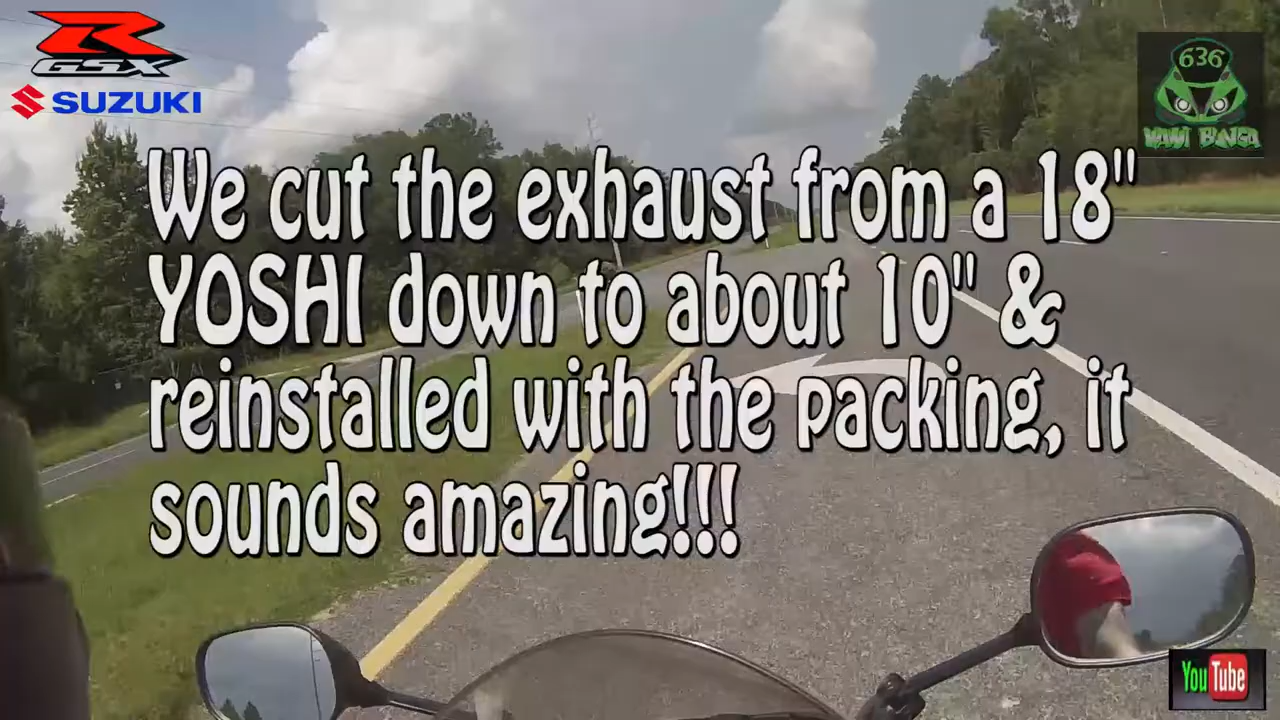 R
GSX
SUZUKI
636
We cut the exhaust from a 18"
YOSHI down to about 10" &
reinstalled with the packing, it
sounds amazing!!!
YouTube